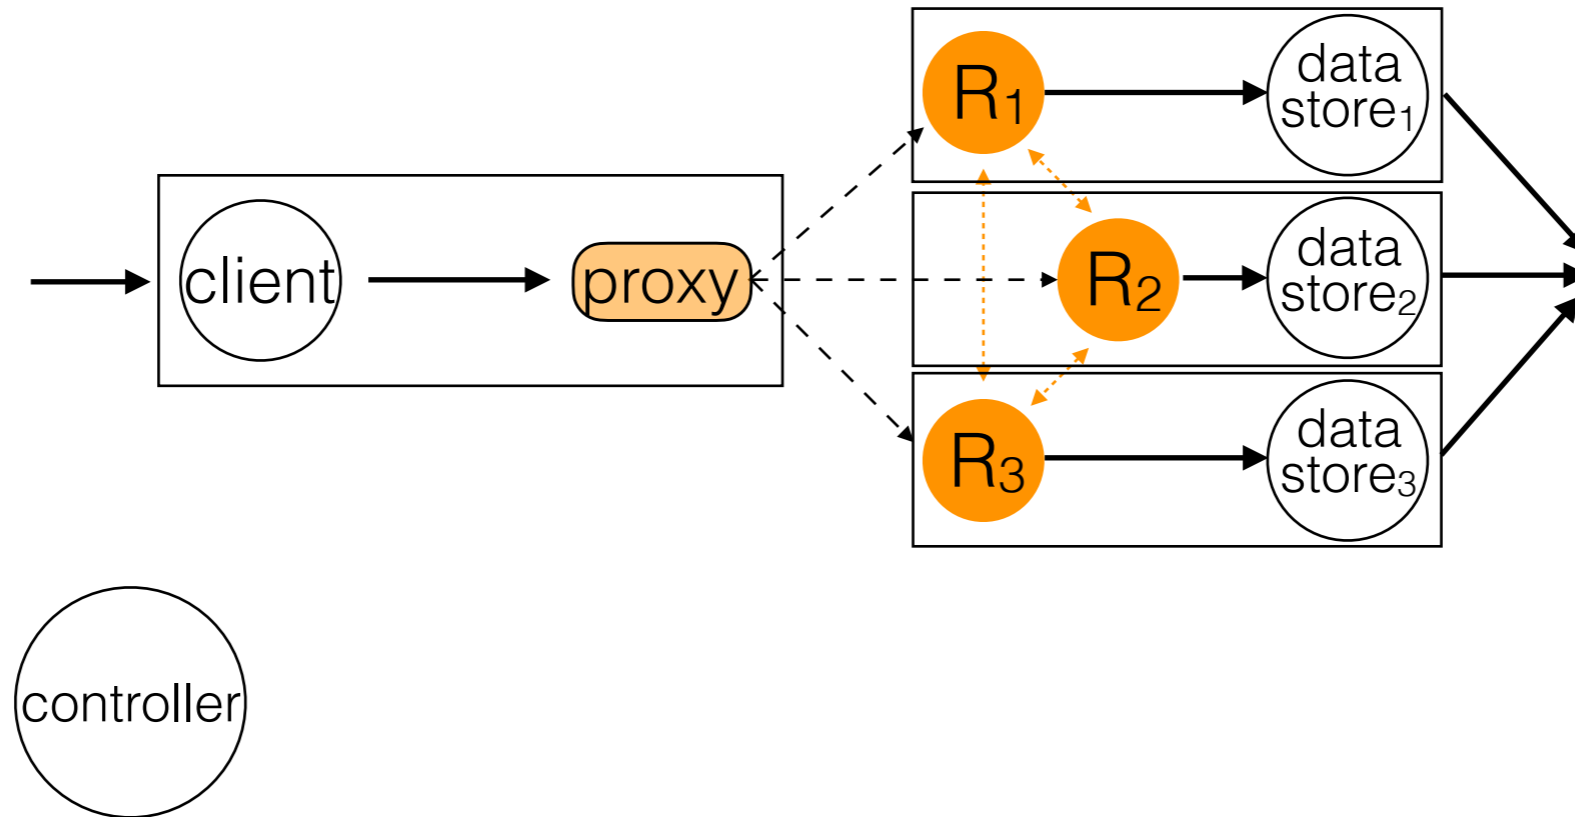 R₁
data
store₁
client
proxy
R₂
data
store₂
R₃
data
store₃
controller